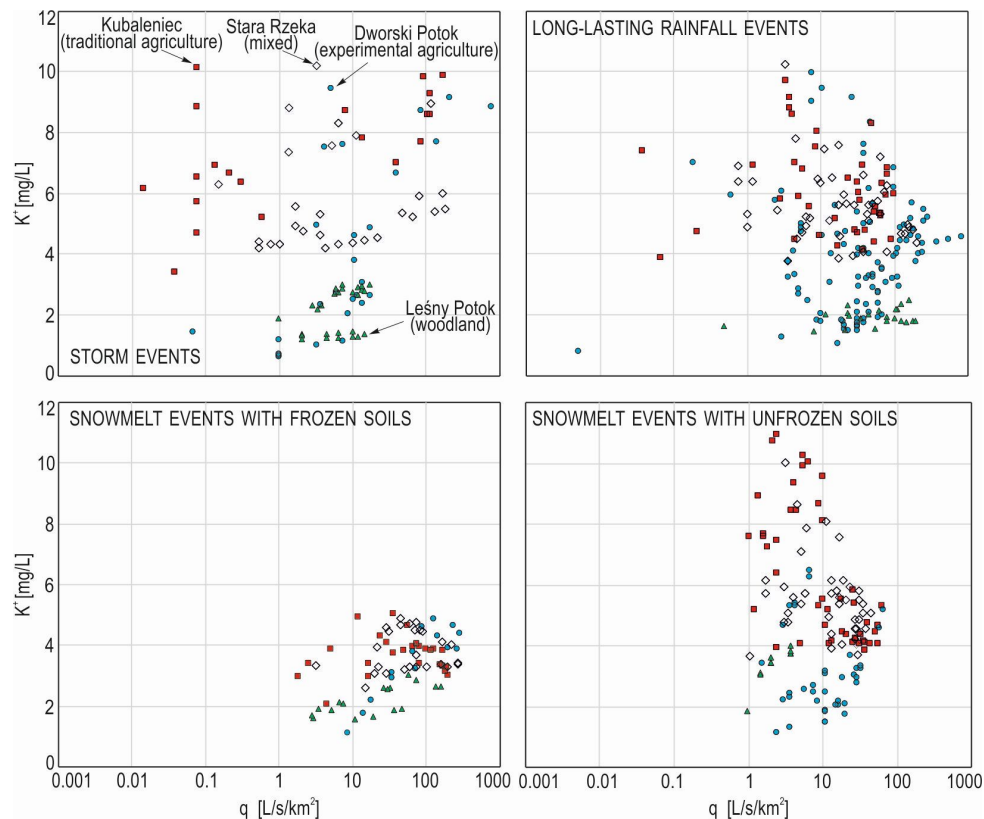 12
10
8
6
4
2
0
K⁺ [mg/L]
Kubaleniec
(traditional agriculture)
Stara Rzeka
(mixed)
Dworski Potok
(experimental agriculture)
Leśny Potok
(woodland)
STORM EVENTS
LONG-LASTING RAINFALL EVENTS
12
10
8
6
4
2
0
K⁺ [mg/L]
SNOWMELT EVENTS WITH FROZEN SOILS
0.001 0.01 0.1 1 10 100 1000
q [L/s/km²]
SNOWMELT EVENTS WITH UNFROZEN SOILS
0.001 0.01 0.1 1 10 100 1000
q [L/s/km²]